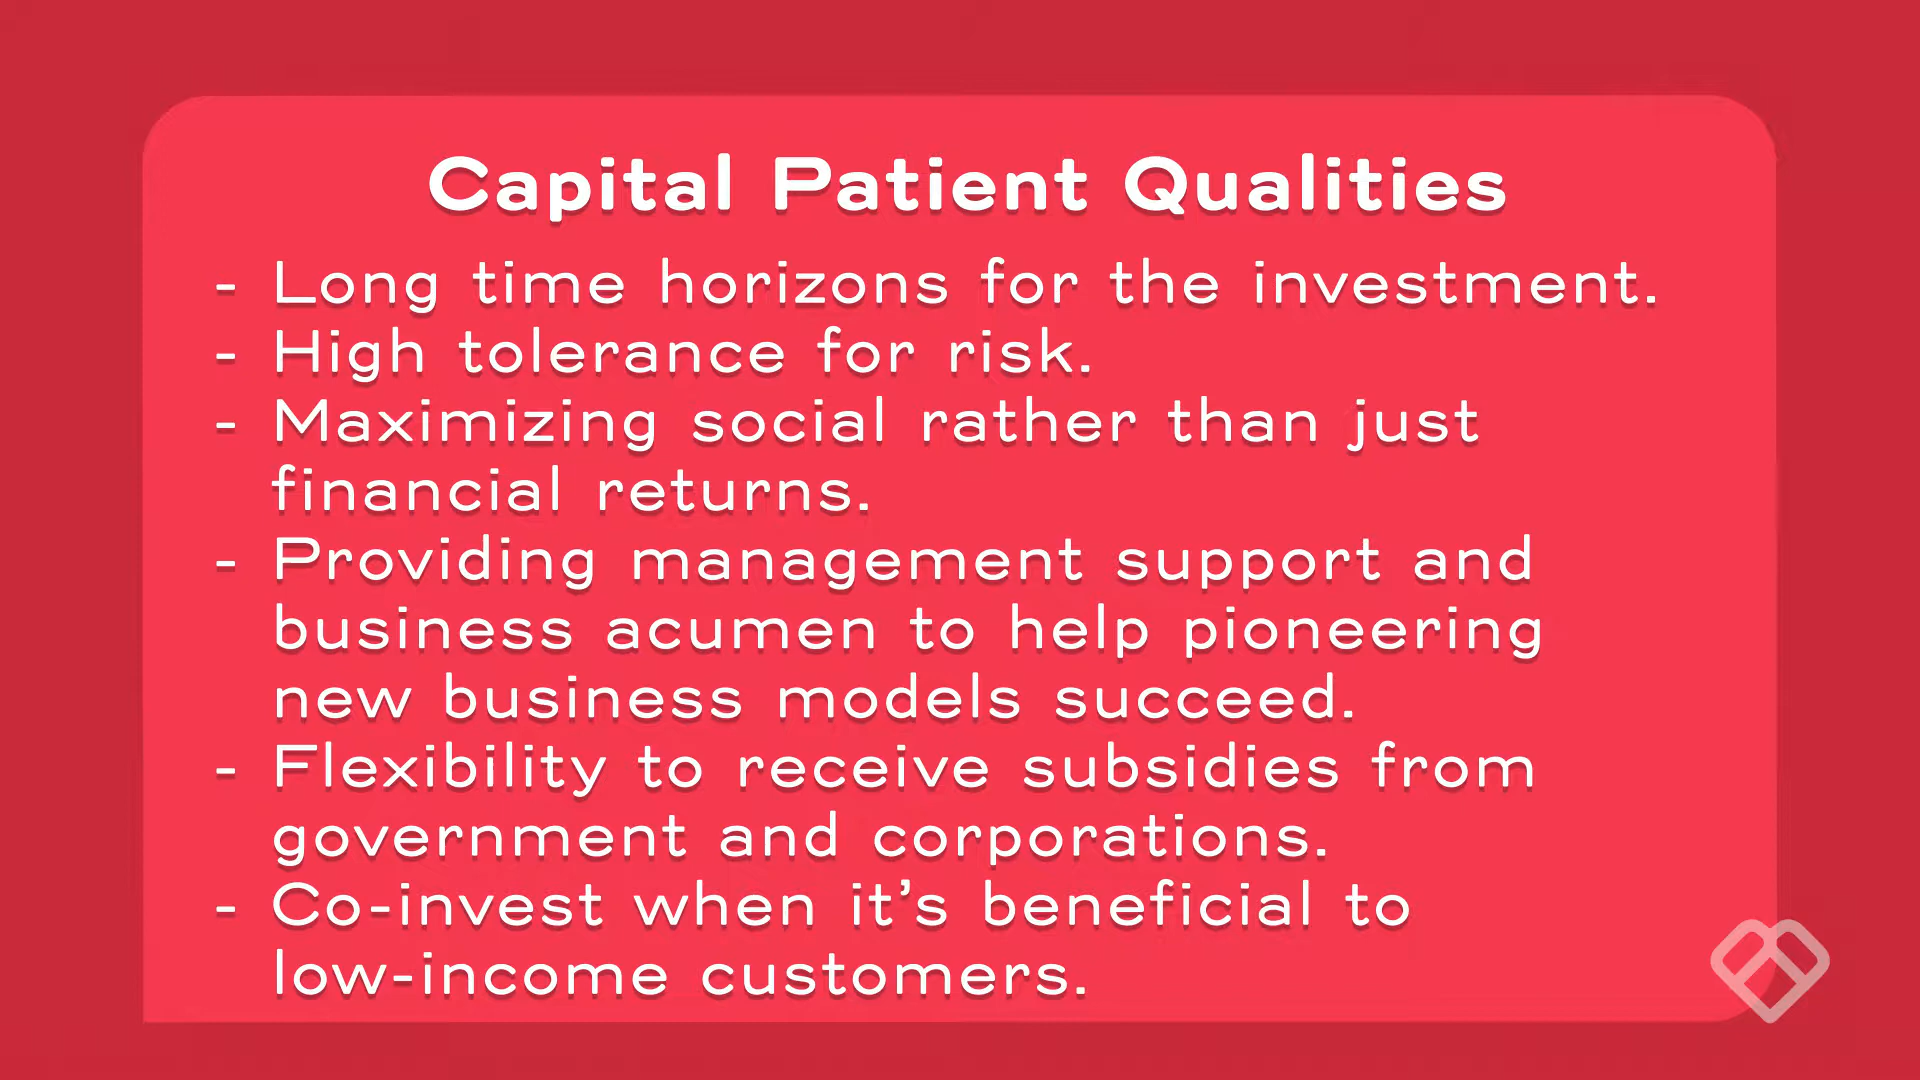 Capital Patient Qualities
- Long time horizons for the investment.
- High tolerance for risk.
- Maximizing social rather than just
financial returns.
- Providing management support and
business acumen to help pioneering
new business models succeed.
- Flexibility to receive subsidies from
government and corporations.
- Co-invest when it’s beneficial to
low-income customers.